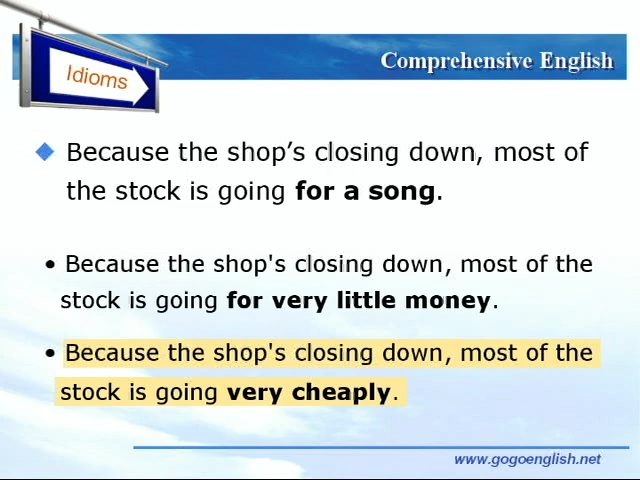 Idioms
Comprehensive English
Because the shop’s closing down, most of
the stock is going for a song.
• Because the shop's closing down, most of the
stock is going for very little money.
• Because the shop's closing down, most of the
stock is going very cheaply.
www.gogoenglish.net